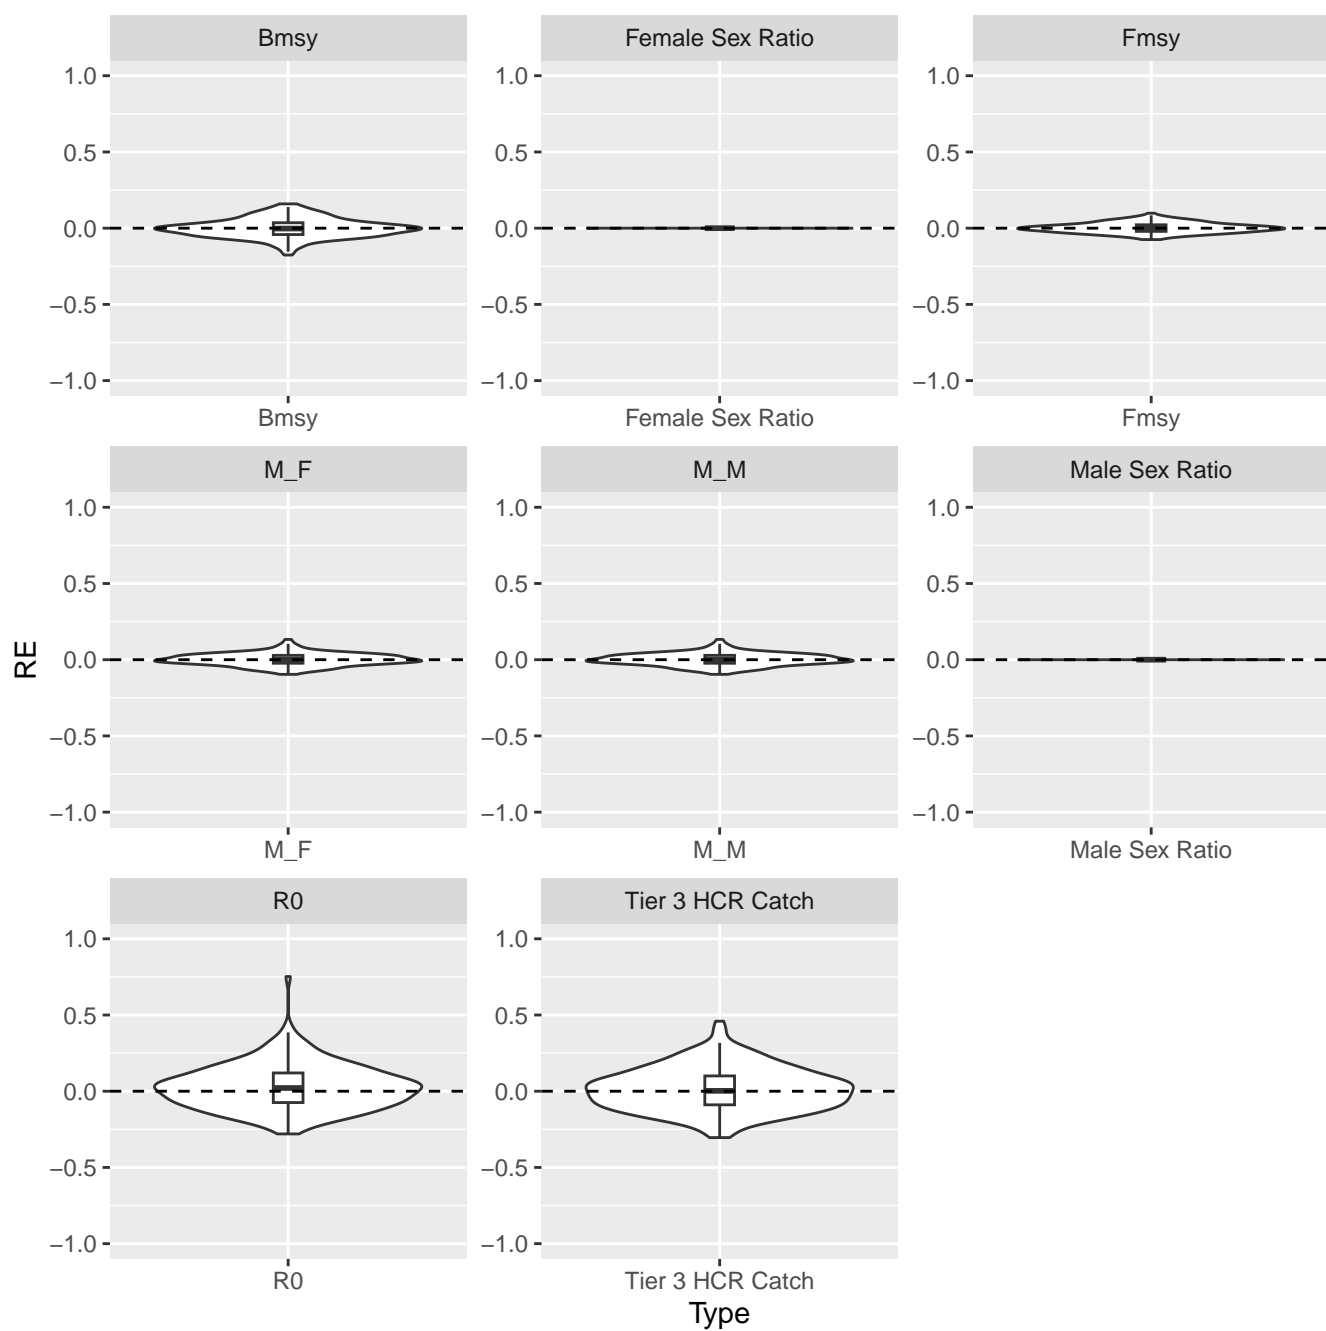 Bmsy Female Sex Ratio Fmsy
1.0 1.0 1.0
0.5 0.5 0.5
0.0 0.0 0.0
−0.5 −0.5 −0.5
−1.0 −1.0 −1.0
Bmsy Female Sex Ratio Fmsy
M_F M_M Male Sex Ratio
1.0 1.0 1.0
0.5 0.5 0.5
RE
0.0 0.0 0.0
−0.5 −0.5 −0.5
−1.0 −1.0 −1.0
M_F M_M Male Sex Ratio
R0 Tier 3 HCR Catch
1.0 1.0
0.5 0.5
0.0 0.0
−0.5 −0.5
−1.0 −1.0
R0 Tier 3 HCR Catch
Type